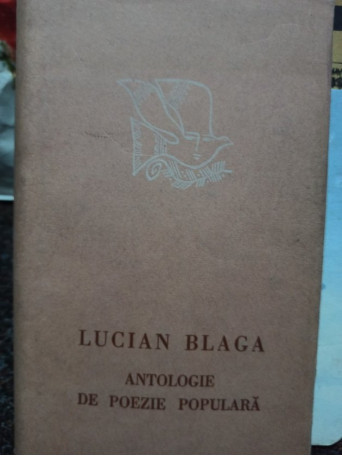 LUCIAN BLAGA
ANTOLOGIE
DE POEZIE POPULARĂ